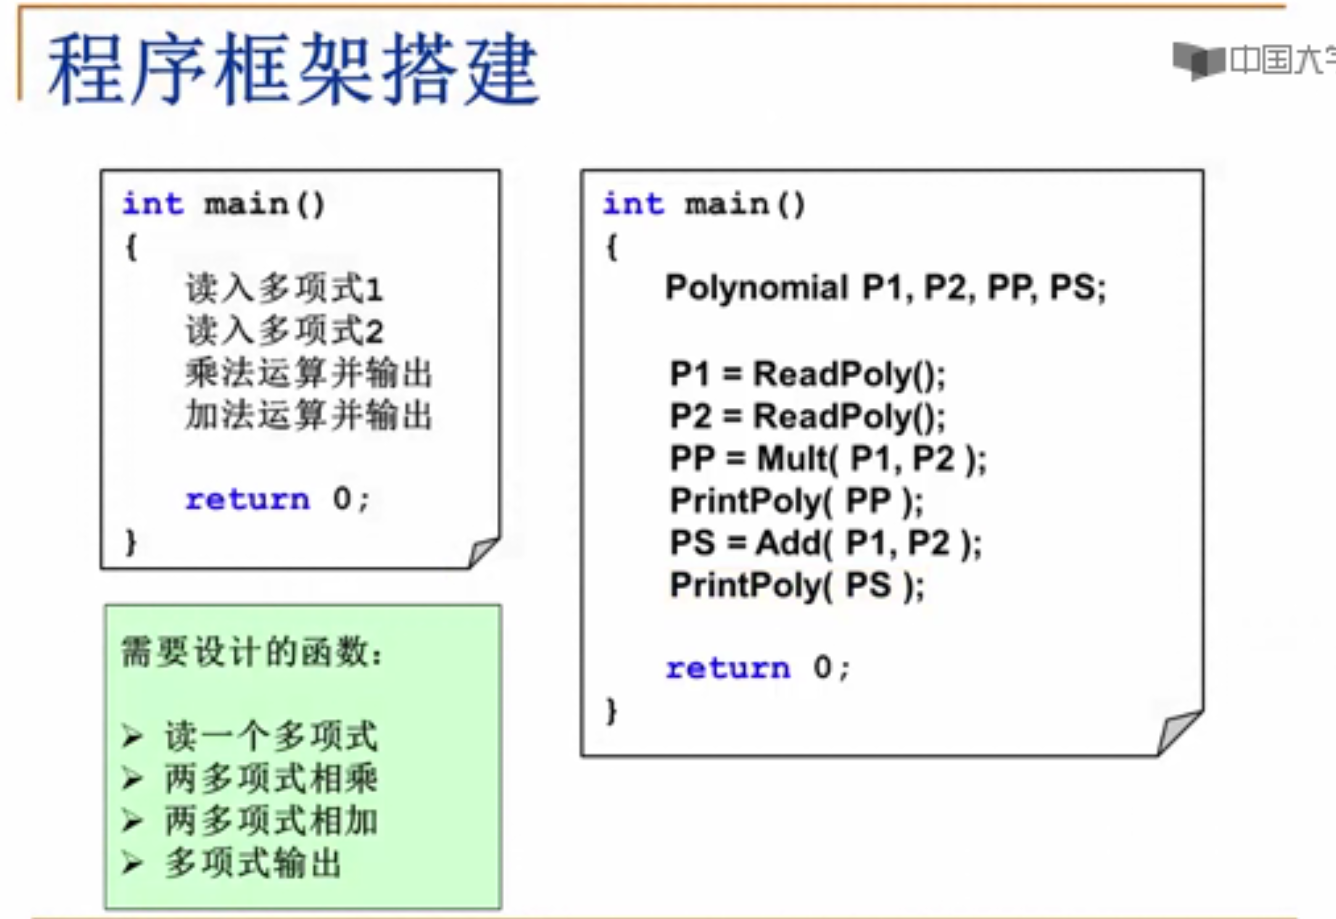 程序框架搭建
中国大学
int main()
{
读入多项式1
读入多项式2
乘法运算并输出
加法运算并输出
return 0;
}
需要设计的函数：
➢ 读一个多项式
➢ 两多项式相乘
➢ 两多项式相加
➢ 多项式输出
int main()
{
Polynomial P1, P2, PP, PS;
P1 = ReadPoly();
P2 = ReadPoly();
PP = Mult( P1, P2 );
PrintPoly( PP );
PS = Add( P1, P2 );
PrintPoly( PS );
return 0;
}